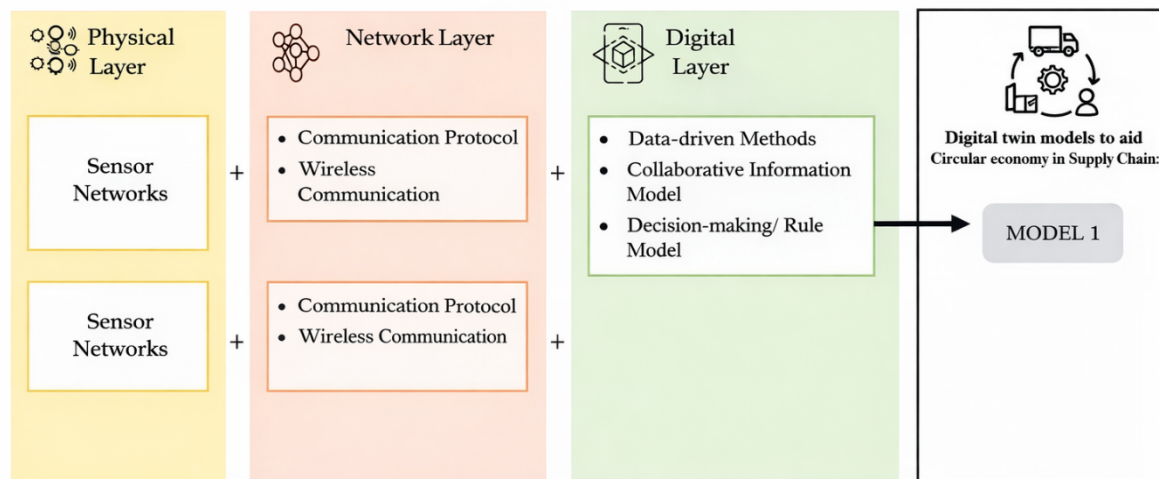 Physical
Layer
Network Layer
Digital
Layer
Digital twin models to aid
Circular economy in Supply Chain:
Sensor
Networks
+
• Communication Protocol
• Wireless
Communication
+
• Data-driven Methods
• Collaborative Information
Model
• Decision-making/ Rule
Model
MODEL 1
Sensor
Networks
+
• Communication Protocol
• Wireless Communication
+